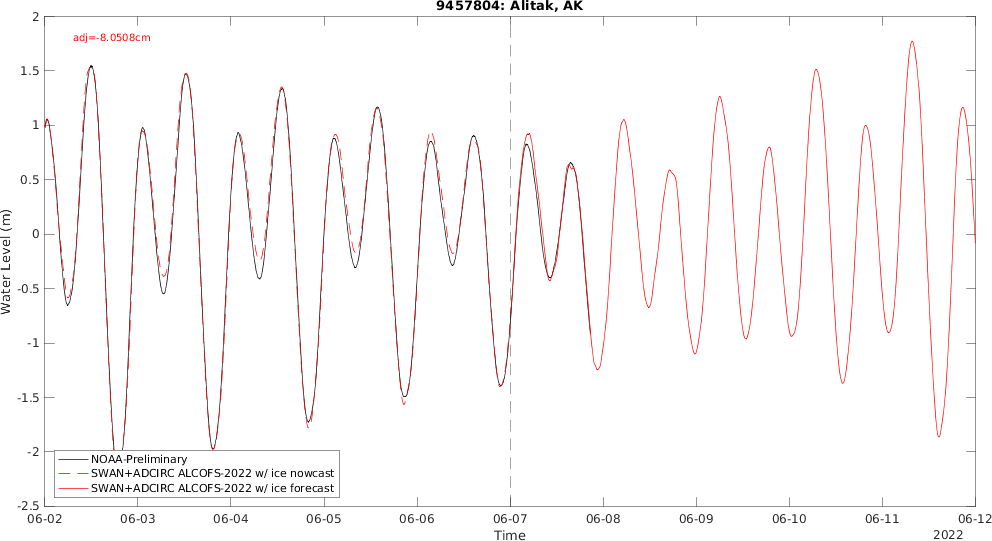 9457804: Alitak, AK
adj=-8.0508cm
2
1.5
1
0.5
0
-0.5
-1
-1.5
-2
-2.5
Water Level (m)
NOAA-Preliminary
SWAN+ADCIRC ALCOFS-2022 w/ ice nowcast
SWAN+ADCIRC ALCOFS-2022 w/ ice forecast
06-02 06-03 06-04 06-05 06-06 06-07 06-08 06-09 06-10 06-11 06-12
Time
2022